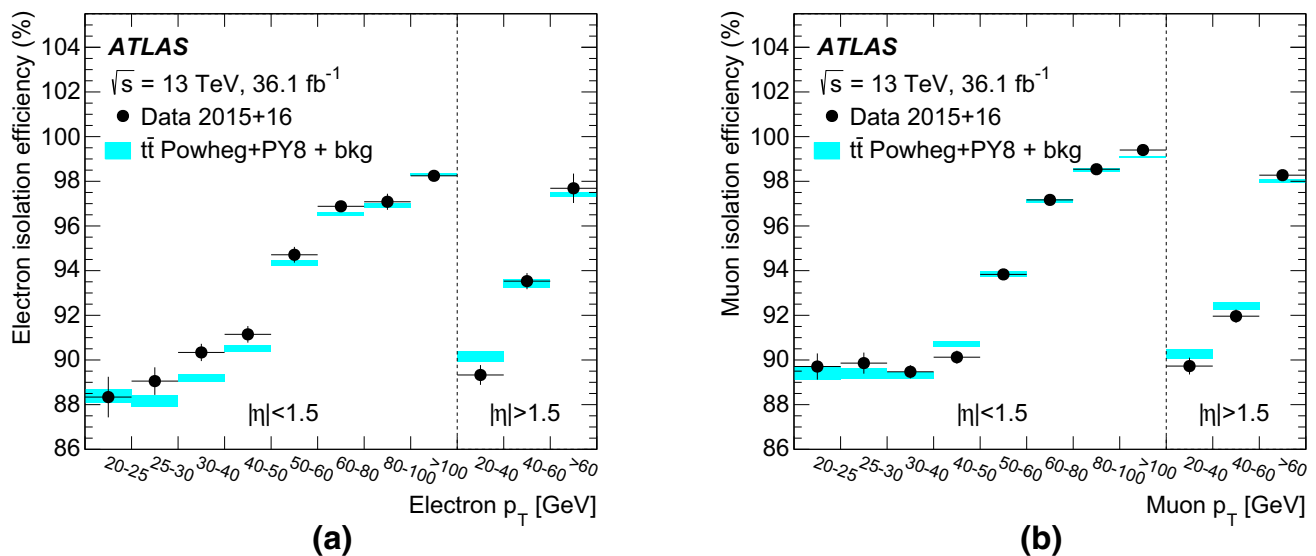 Electron isolation efficiency (%)
104
102
100
98
96
94
92
90
88
86
ATLAS
√s = 13 TeV, 36.1 fb⁻¹
Data 2015+16
tt̄ Powheg+PY8 + bkg
|η|<1.5
|η|>1.5
20-25 25-30 30-40 40-50 50-60 60-80 80-100 >100 20-40 40-60 >60
Electron p_T [GeV]
(a)
Muon isolation efficiency (%)
104
102
100
98
96
94
92
90
88
86
ATLAS
√s = 13 TeV, 36.1 fb⁻¹
Data 2015+16
tt̄ Powheg+PY8 + bkg
|η|<1.5
|η|>1.5
20-25 25-30 30-40 40-50 50-60 60-80 80-100 >100 20-40 40-60 >60
Muon p_T [GeV]
(b)